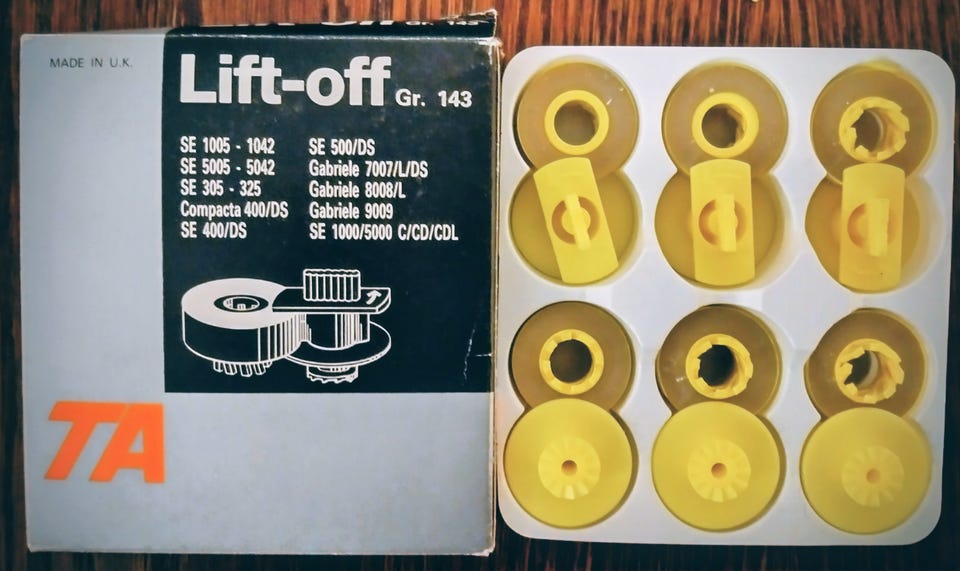 MADE IN U.K.
Lift-off Gr. 143
SE 1005 - 1042
SE 5005 - 5042
SE 305 - 325
Compacta 400/DS
SE 400/DS
SE 500/DS
Gabriele 7007/L/DS
Gabriele 8008/L
Gabriele 9009
SE 1000/5000 C/CD/CDL
TA